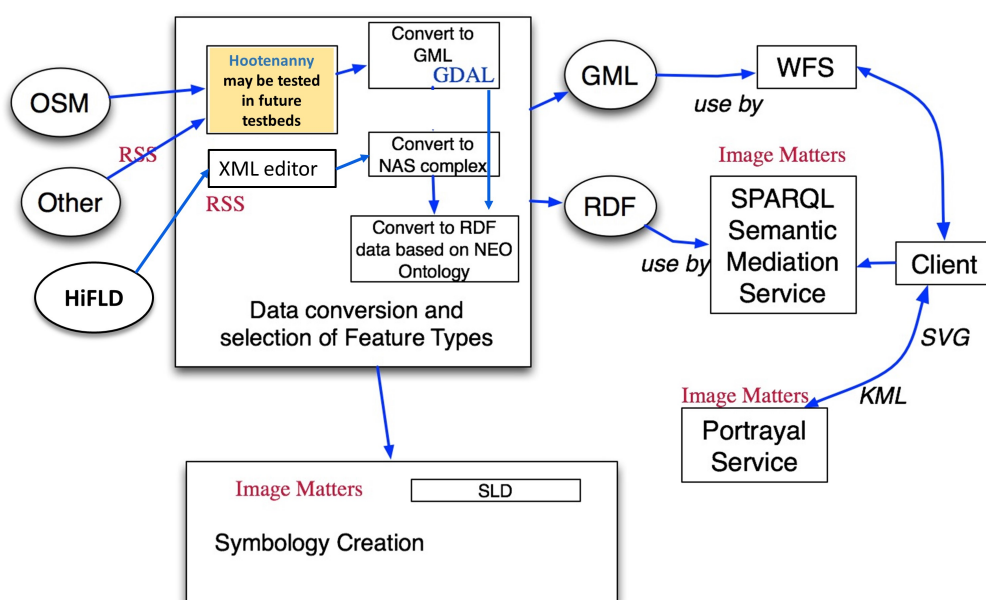 OSM
Other
HiFLD
RSS
RSS
Hootenanny
may be tested
in future
testbeds
XML editor
Convert to
GML
GDAL
Convert to
NAS complex
Convert to RDF
data based on NEO
Ontology
Data conversion and
selection of Feature Types
GML
use by
WFS
RDF
use by
Image Matters
SPARQL
Semantic
Mediation
Service
Client
SVG
KML
Image Matters
Portrayal
Service
Image Matters
SLD
Symbology Creation